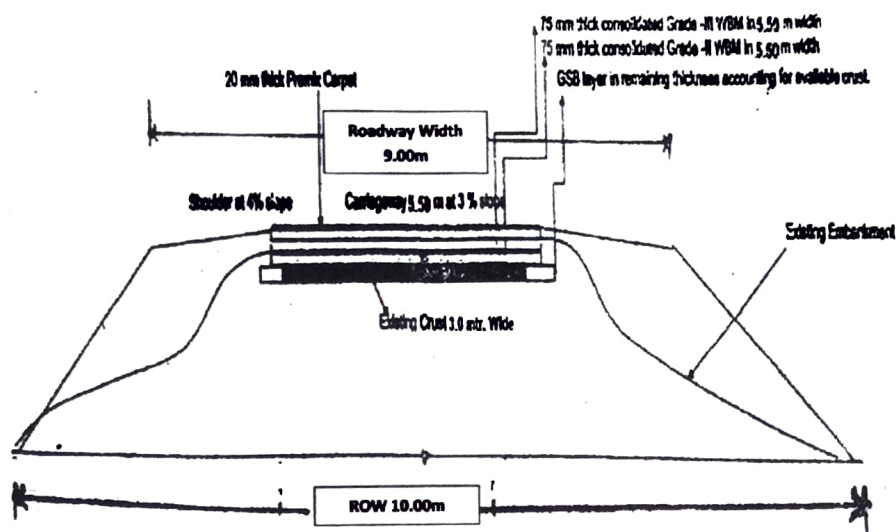 75 mm thick consolidated Grade -III WBM in 5.50 m width
75 mm thick consolidated Grade -II WBM in 5.50 m width
GSB layer in remaining thickness accounting for available crust.
20 mm thick Premix Carpet
Roadway Width
9.00m
Shoulder at 4% slope
Carriageway 5.50 m at 3 % slope
Existing Embankment
Existing Crust 3.0 mtr. Wide
ROW 10.00m